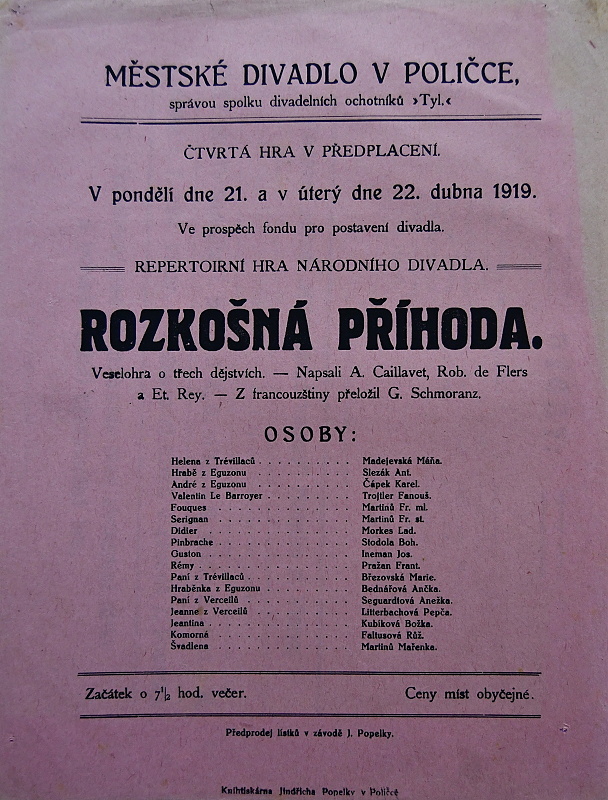 MĚSTSKÉ DIVADLO V POLIČCE,
správou spolku divadelních ochotníků ›Tyl.‹
ČTVRTÁ HRA V PŘEDPLACENÍ.
V pondělí dne 21. a v úterý dne 22. dubna 1919.
Ve prospěch fondu pro postavení divadla.
REPERTOIRNÍ HRA NÁRODNÍHO DIVADLA.
ROZKOŠNÁ PŘÍHODA.
Veselohra o třech dějstvích. — Napsali A. Caillavet, Rob. de Flers
a Et. Rey. — Z francouzštiny přeložil G. Schmoranz.
OSOBY:
Helena z Trévillaců . . . . . . . . . . Madejevská Máňa.
Hrabě z Eguzonu . . . . . . . . . . Slezák Ant.
André z Eguzonu . . . . . . . . . . Čápek Karel.
Valentin Le Barroyer . . . . . . . . . Trojtler Fanouš.
Fouques . . . . . . . . . . . . . Martinů Fr. ml.
Serignan . . . . . . . . . . . . . Martinů Fr. st.
Didier . . . . . . . . . . . . . . Morkes Lad.
Pinbrache . . . . . . . . . . . . . Stodola Boh.
Guston . . . . . . . . . . . . . . Ineman Jos.
Rémy . . . . . . . . . . . . . . Pražan Frant.
Paní z Trévillaců . . . . . . . . . . Březovská Marie.
Hraběnka z Eguzonu . . . . . . . . . Bednářová Ančka.
Paní z Verceilů . . . . . . . . . . . Seguardtová Anežka.
Jeanne z Verceilů . . . . . . . . . . Litterbachová Pepča.
Jeantina . . . . . . . . . . . . . Kubíková Božka.
Komorná . . . . . . . . . . . . . Faltusová Růž.
Švadlena . . . . . . . . . . . . . Martinů Mařenka.
Začátek o 7½ hod. večer. Ceny míst obyčejné.
Předprodej lístků v závodě J. Popelky.
Knihtiskárna Jindřicha Popelky v Poličce